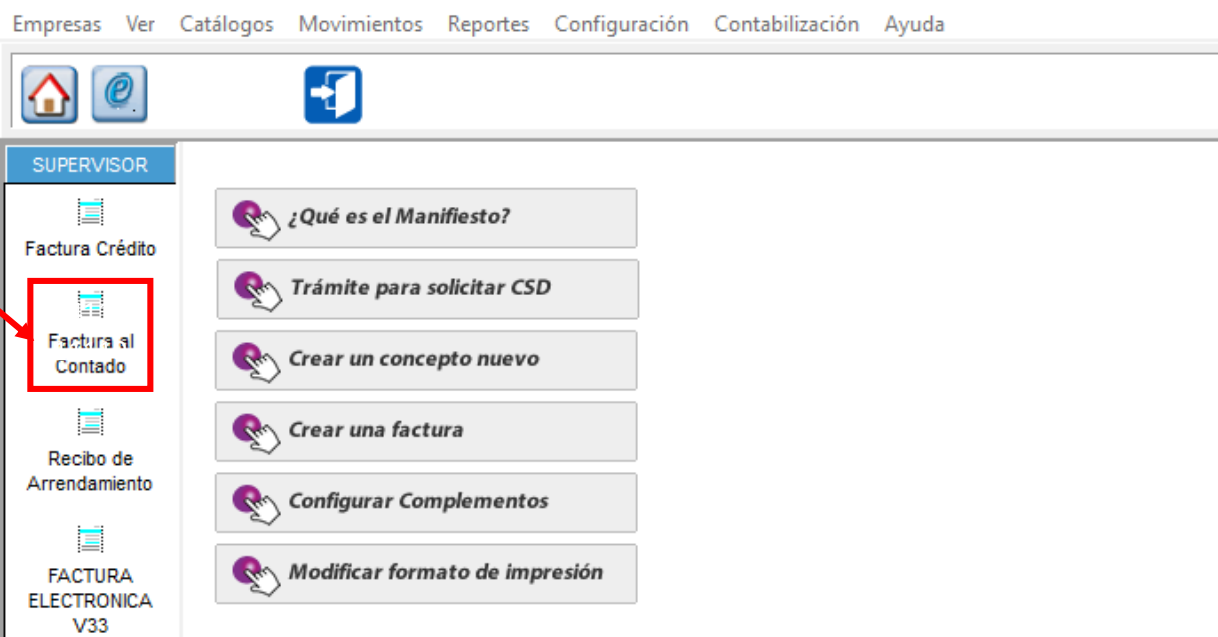 Empresas Ver Catálogos Movimientos Reportes Configuración Contabilización Ayuda
SUPERVISOR
Factura Crédito
Factura al
Contado
Recibo de
Arrendamiento
FACTURA
ELECTRONICA
V33
¿Qué es el Manifiesto?
Trámite para solicitar CSD
Crear un concepto nuevo
Crear una factura
Configurar Complementos
Modificar formato de impresión